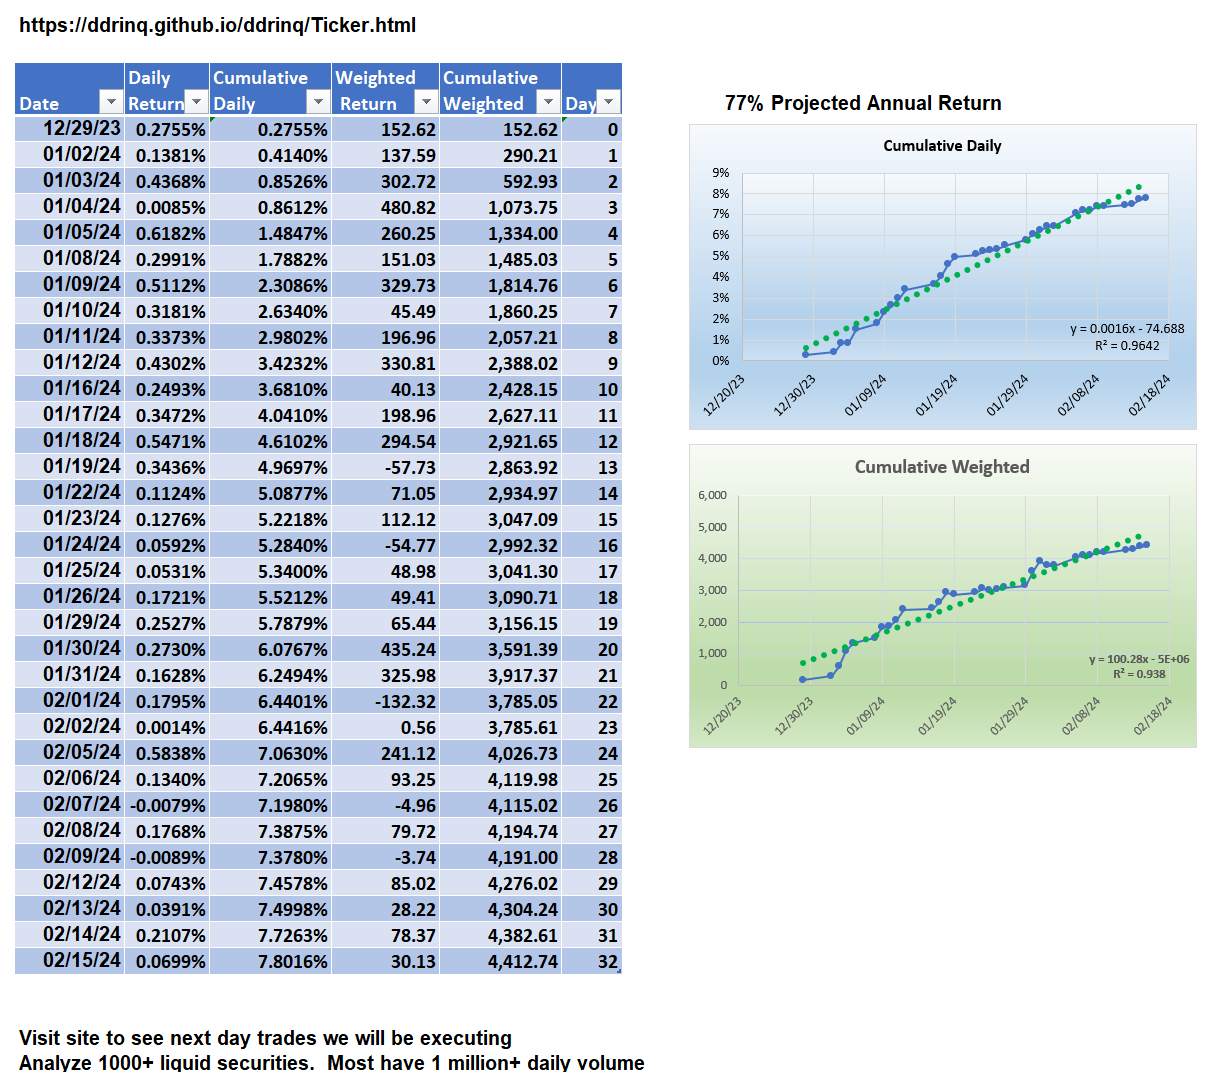 https://ddrinq.github.io/ddrinq/Ticker.html
Date Daily Return Cumulative Daily Weighted Return Cumulative Weighted Day
12/29/23 0.2755% 0.2755% 152.62 152.62 0
01/02/24 0.1381% 0.4140% 137.59 290.21 1
01/03/24 0.4368% 0.8526% 302.72 592.93 2
01/04/24 0.0085% 0.8612% 480.82 1,073.75 3
01/05/24 0.6182% 1.4847% 260.25 1,334.00 4
01/08/24 0.2991% 1.7882% 151.03 1,485.03 5
01/09/24 0.5112% 2.3086% 329.73 1,814.76 6
01/10/24 0.3181% 2.6340% 45.49 1,860.25 7
01/11/24 0.3373% 2.9802% 196.96 2,057.21 8
01/12/24 0.4302% 3.4232% 330.81 2,388.02 9
01/16/24 0.2493% 3.6810% 40.13 2,428.15 10
01/17/24 0.3472% 4.0410% 198.96 2,627.11 11
01/18/24 0.5471% 4.6102% 294.54 2,921.65 12
01/19/24 0.3436% 4.9697% -57.73 2,863.92 13
01/22/24 0.1124% 5.0877% 71.05 2,934.97 14
01/23/24 0.1276% 5.2218% 112.12 3,047.09 15
01/24/24 0.0592% 5.2840% -54.77 2,992.32 16
01/25/24 0.0531% 5.3400% 48.98 3,041.30 17
01/26/24 0.1721% 5.5212% 49.41 3,090.71 18
01/29/24 0.2527% 5.7879% 65.44 3,156.15 19
01/30/24 0.2730% 6.0767% 435.24 3,591.39 20
01/31/24 0.1628% 6.2494% 325.98 3,917.37 21
02/01/24 0.1795% 6.4401% -132.32 3,785.05 22
02/02/24 0.0014% 6.4416% 0.56 3,785.61 23
02/05/24 0.5838% 7.0630% 241.12 4,026.73 24
02/06/24 0.1340% 7.2065% 93.25 4,119.98 25
02/07/24 -0.0079% 7.1980% -4.96 4,115.02 26
02/08/24 0.1768% 7.3875% 79.72 4,194.74 27
02/09/24 -0.0089% 7.3780% -3.74 4,191.00 28
02/12/24 0.0743% 7.4578% 85.02 4,276.02 29
02/13/24 0.0391% 7.4998% 28.22 4,304.24 30
02/14/24 0.2107% 7.7263% 78.37 4,382.61 31
02/15/24 0.0699% 7.8016% 30.13 4,412.74 32
77% Projected Annual Return
Cumulative Daily
9%
8%
7%
6%
5%
4%
3%
2%
1%
0%
y = 0.0016x - 74.688
R² = 0.9642
12/20/23 12/30/23 01/09/24 01/19/24 01/29/24 02/08/24 02/18/24
Cumulative Weighted
6,000
5,000
4,000
3,000
2,000
1,000
0
y = 100.28x - 5E+06
R² = 0.938
12/20/23 12/30/23 01/09/24 01/19/24 01/29/24 02/08/24 02/18/24
Visit site to see next day trades we will be executing
Analyze 1000+ liquid securities. Most have 1 million+ daily volume